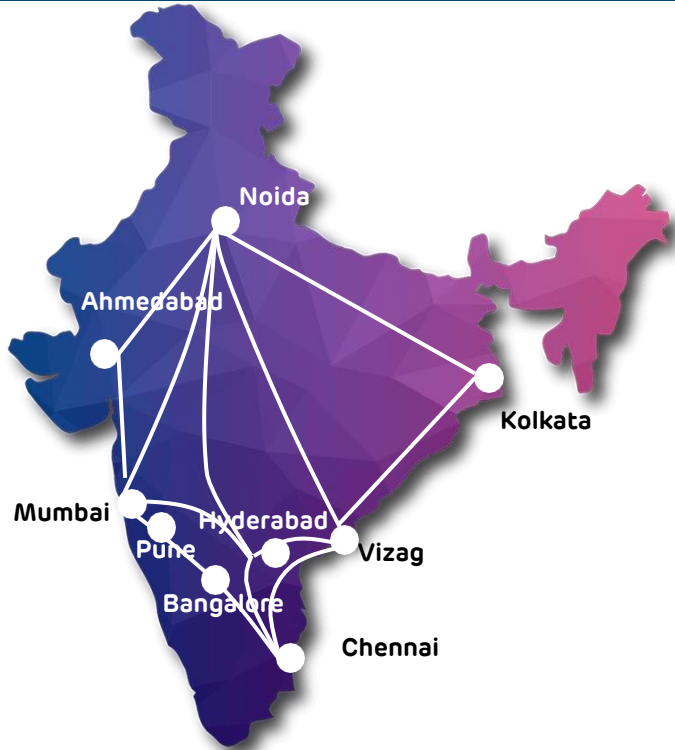 Noida
Ahmedabad
Kolkata
Mumbai
Hyderabad
Pune
Vizag
Bangalore
Chennai